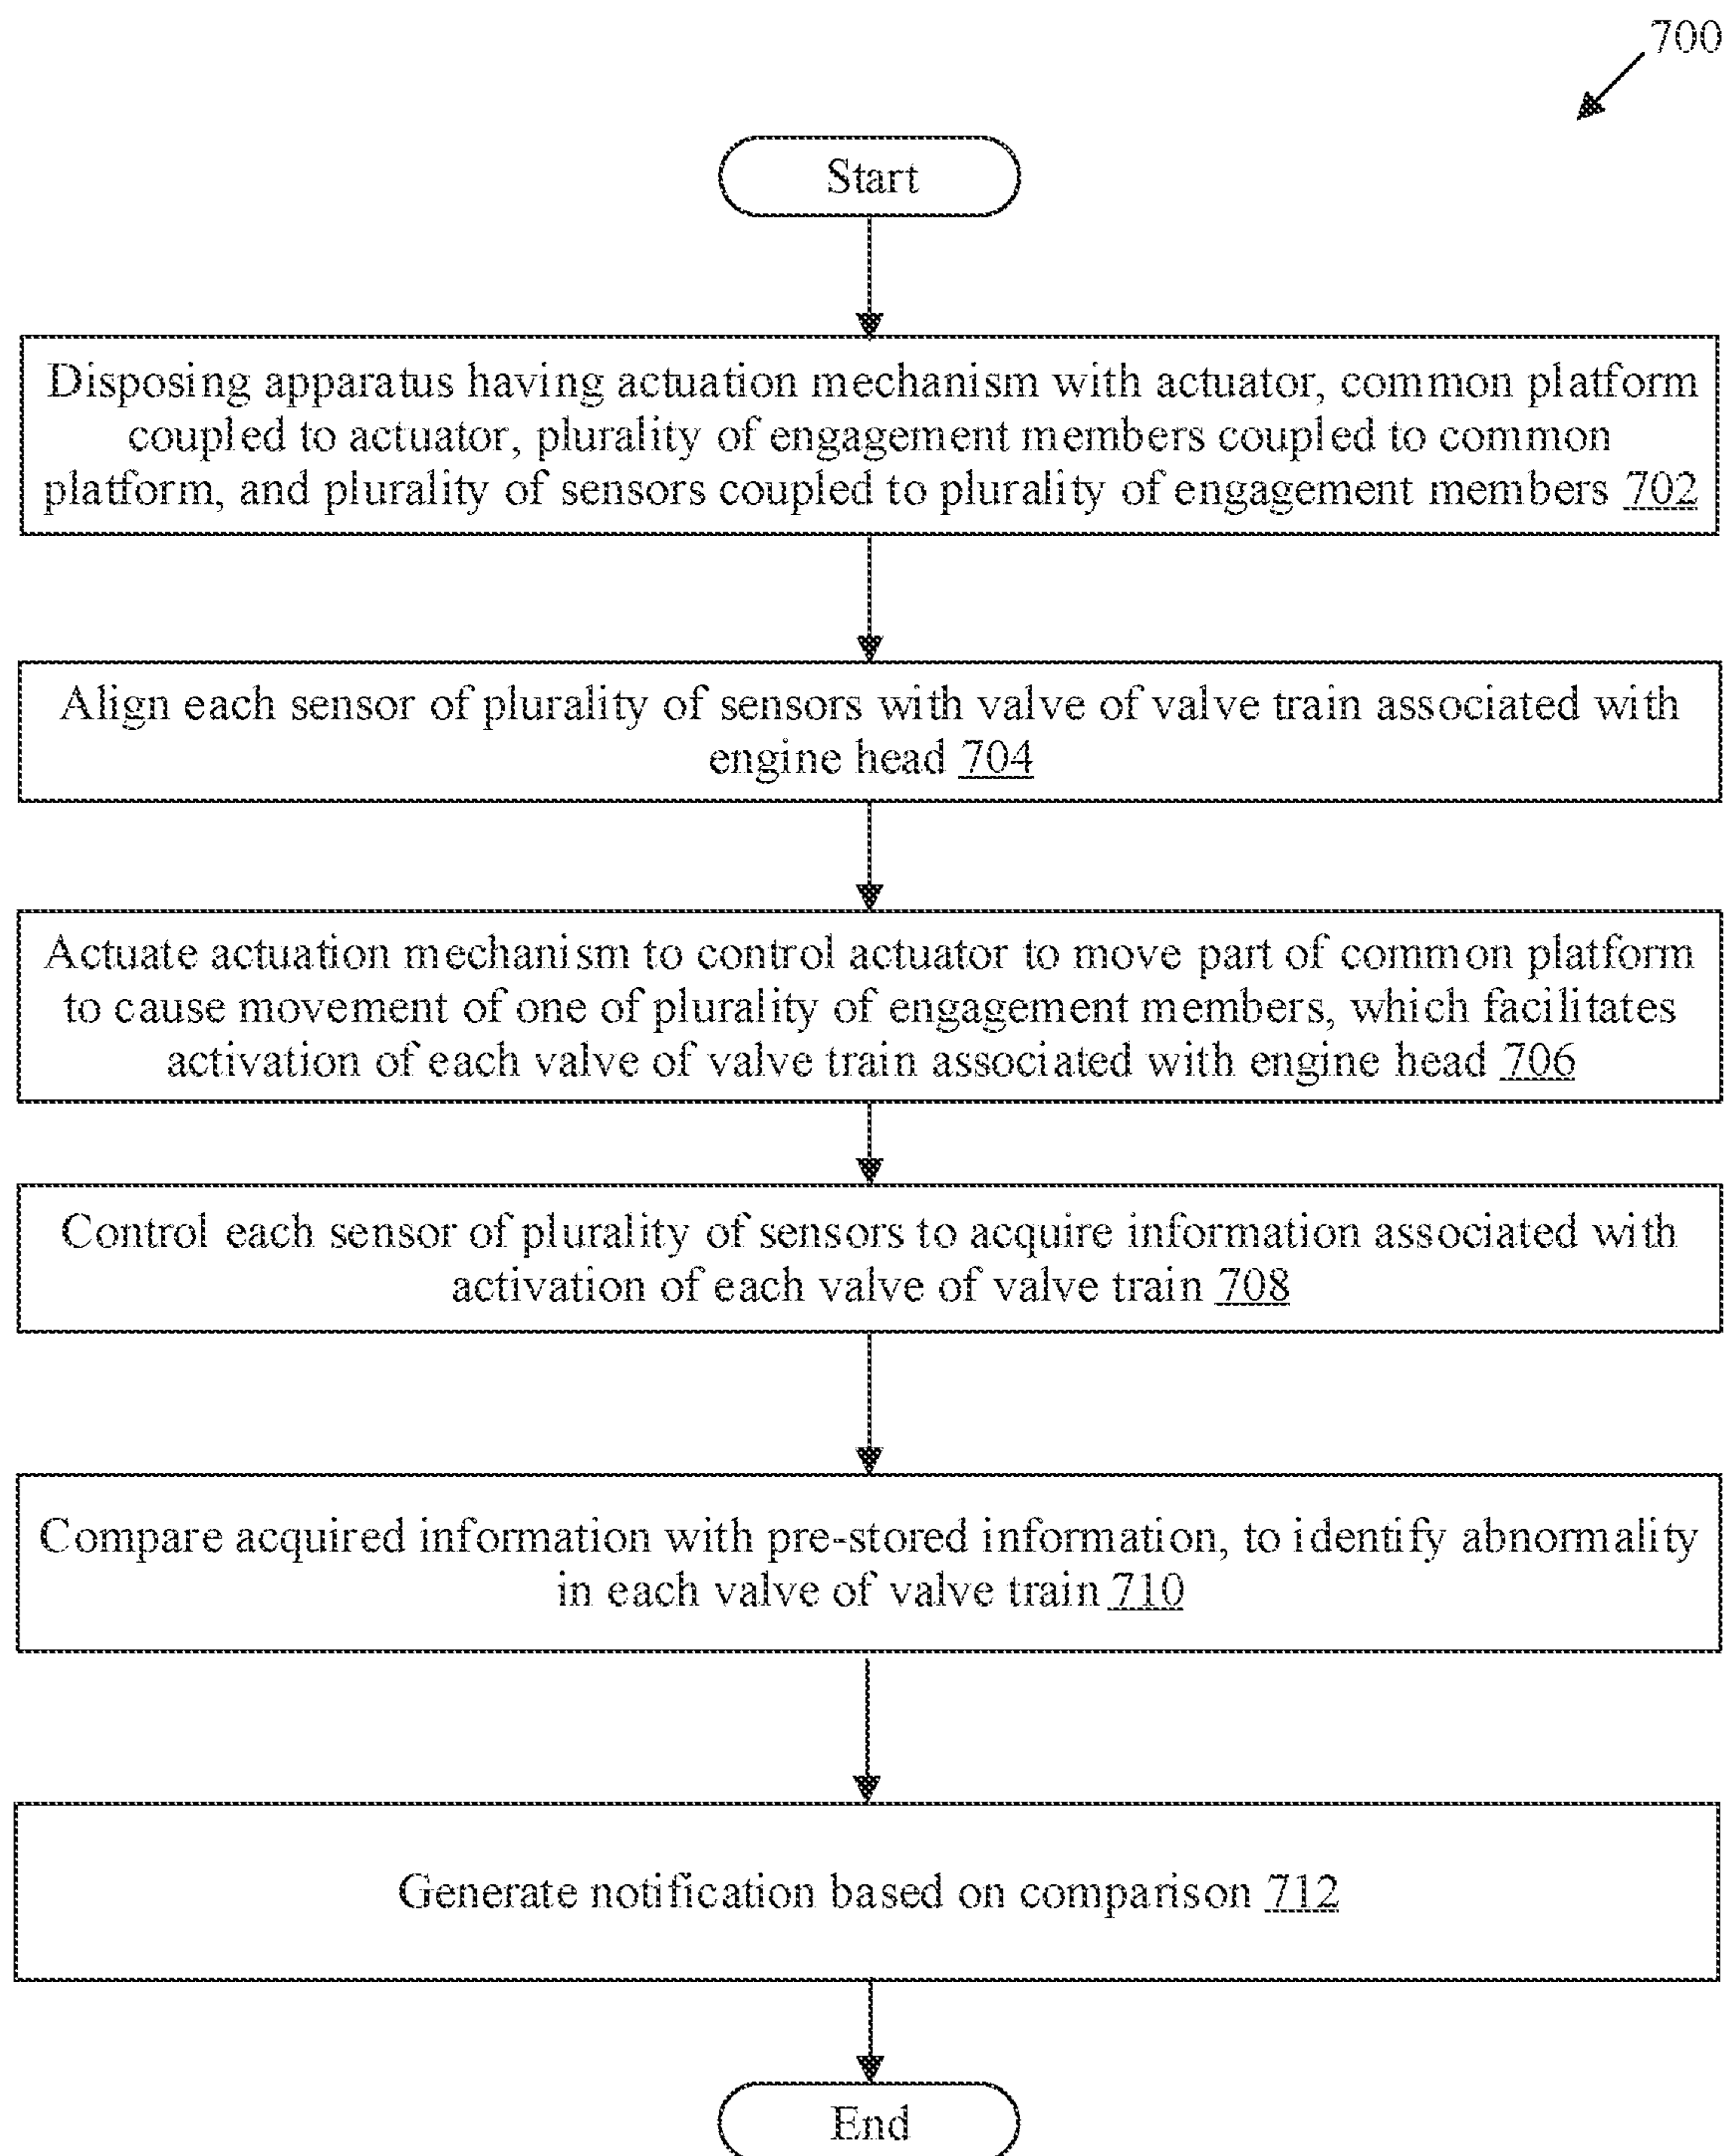 700
Start
Disposing apparatus having actuation mechanism with actuator, common platform
coupled to actuator, plurality of engagement members coupled to common
platform, and plurality of sensors coupled to plurality of engagement members 702
Align each sensor of plurality of sensors with valve of valve train associated with
engine head 704
Actuate actuation mechanism to control actuator to move part of common platform
to cause movement of one of plurality of engagement members, which facilitates
activation of each valve of valve train associated with engine head 706
Control each sensor of plurality of sensors to acquire information associated with
activation of each valve of valve train 708
Compare acquired information with pre-stored information, to identify abnormality
in each valve of valve train 710
Generate notification based on comparison 712
End